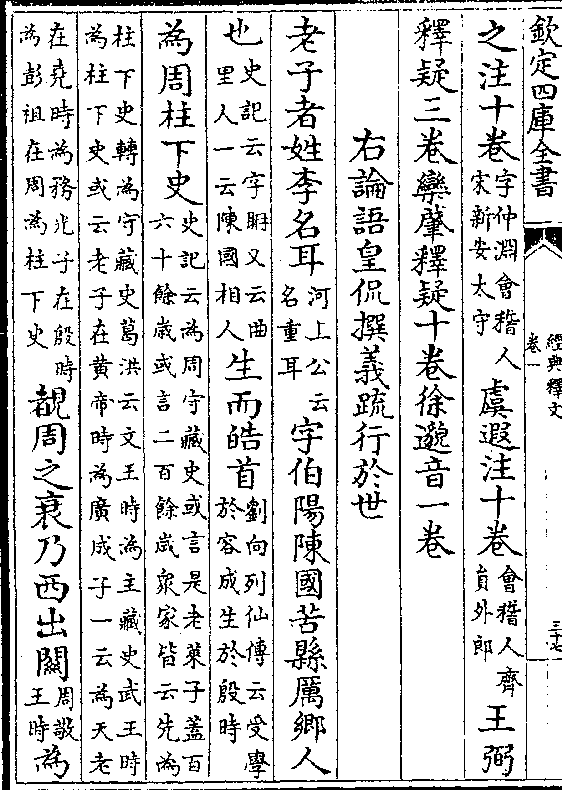 欽定四庫全書
經典釋文
卷一
三十七
之注十卷字仲淵會稽人宋新安太守虞遐注十卷會稽人齊員外郎王弼
釋疑三卷欒肇釋疑十卷徐邈音一卷
右論語皇侃撰義疏行於世
老子者姓李名耳河上公云名重耳字伯陽陳國苦縣厲鄉人
也史記云字耼又云曲里人一云陳國相人生而皓首劉向列仙傳云受學於容成生於殷時
為周柱下史史記云為周守藏史或言是老萊子蓋百六十餘歲或言二百餘歲衆家皆云先為
柱下史轉為守藏史葛洪云文王時為主藏史武王時為柱下史或云老子在黃帝時為廣成子一云為天老
在堯時為務光子在殷時為彭祖在周為柱下史覩周之衰乃西出關周敬王時為